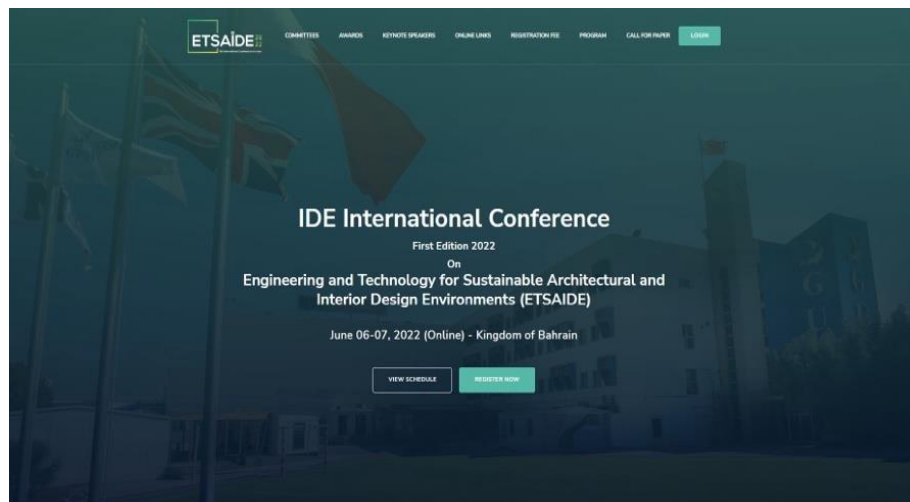 ETSAÎDE
COMMITTEES
AWARDS
KEYNOTE SPEAKERS
ONLINE LINKS
REGISTRATION FEE
PROGRAM
CALL FOR PAPER
LOGIN
IDE International Conference
First Edition 2022
On
Engineering and Technology for Sustainable Architectural and
Interior Design Environments (ETSAIDE)
June 06-07, 2022 (Online) - Kingdom of Bahrain
VIEW SCHEDULE
REGISTER NOW